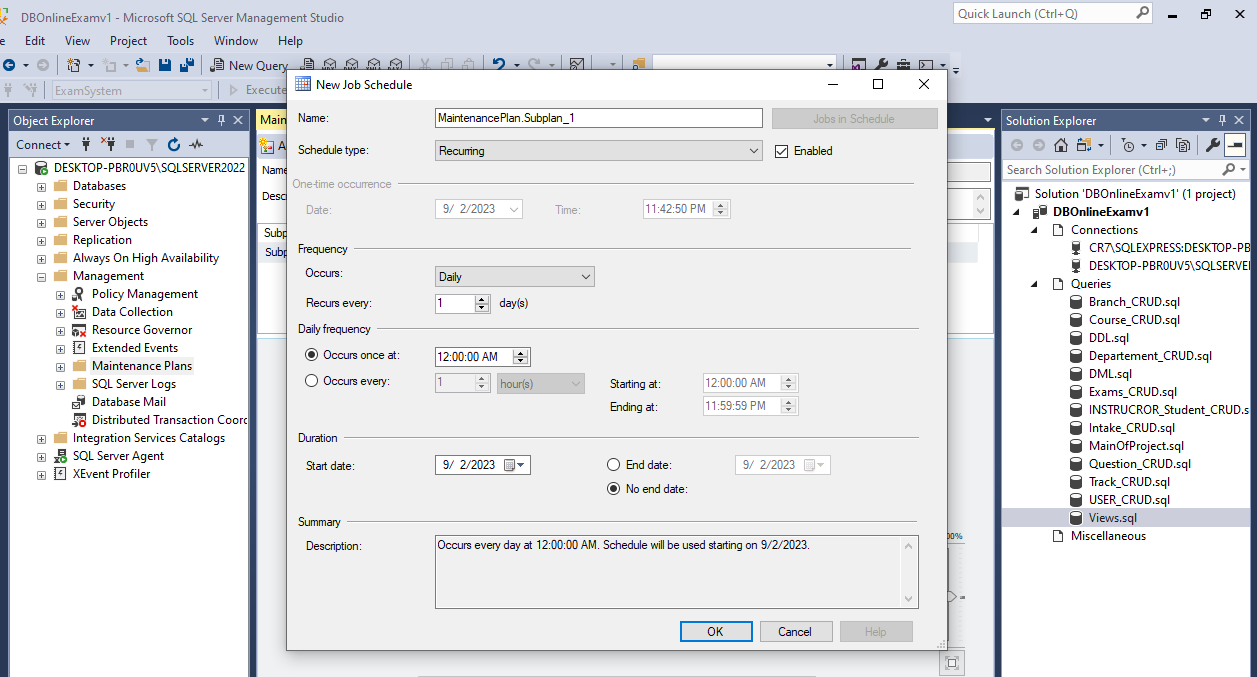 DBOnlineExamv1 - Microsoft SQL Server Management Studio
Quick Launch (Ctrl+Q)
e Edit View Project Tools Window Help
New Query
ExamSystem
Execute
Object Explorer
Connect
DESKTOP-PBR0UV5\SQLSERVER2022
Databases
Security
Server Objects
Replication
Always On High Availability
Management
Policy Management
Data Collection
Resource Governor
Extended Events
Maintenance Plans
SQL Server Logs
Database Mail
Distributed Transaction Coord
Integration Services Catalogs
SQL Server Agent
XEvent Profiler
Main
A
Name
Desc
Subp
Subp
New Job Schedule
Name: MaintenancePlan.Subplan_1 Jobs in Schedule
Schedule type: Recurring Enabled
One-time occurrence
Date: 9/ 2/2023 Time: 11:42:50 PM
Frequency
Occurs: Daily
Recurs every: 1 day(s)
Daily frequency
Occurs once at: 12:00:00 AM
Occurs every: 1 hour(s) Starting at: 12:00:00 AM
Ending at: 11:59:59 PM
Duration
Start date: 9/ 2/2023 End date: 9/ 2/2023
No end date:
Summary
Description: Occurs every day at 12:00:00 AM. Schedule will be used starting on 9/2/2023.
OK Cancel Help
00%
Solution Explorer
Search Solution Explorer (Ctrl+;)
Solution 'DBOnlineExamv1' (1 project)
DBOnlineExamv1
Connections
CR7\SQLEXPRESS:DESKTOP-PB
DESKTOP-PBR0UV5\SQLSERVE
Queries
Branch_CRUD.sql
Course_CRUD.sql
DDL.sql
Departement_CRUD.sql
DML.sql
Exams_CRUD.sql
INSTRUCROR_Student_CRUD.s
Intake_CRUD.sql
MainOfProject.sql
Question_CRUD.sql
Track_CRUD.sql
USER_CRUD.sql
Views.sql
Miscellaneous